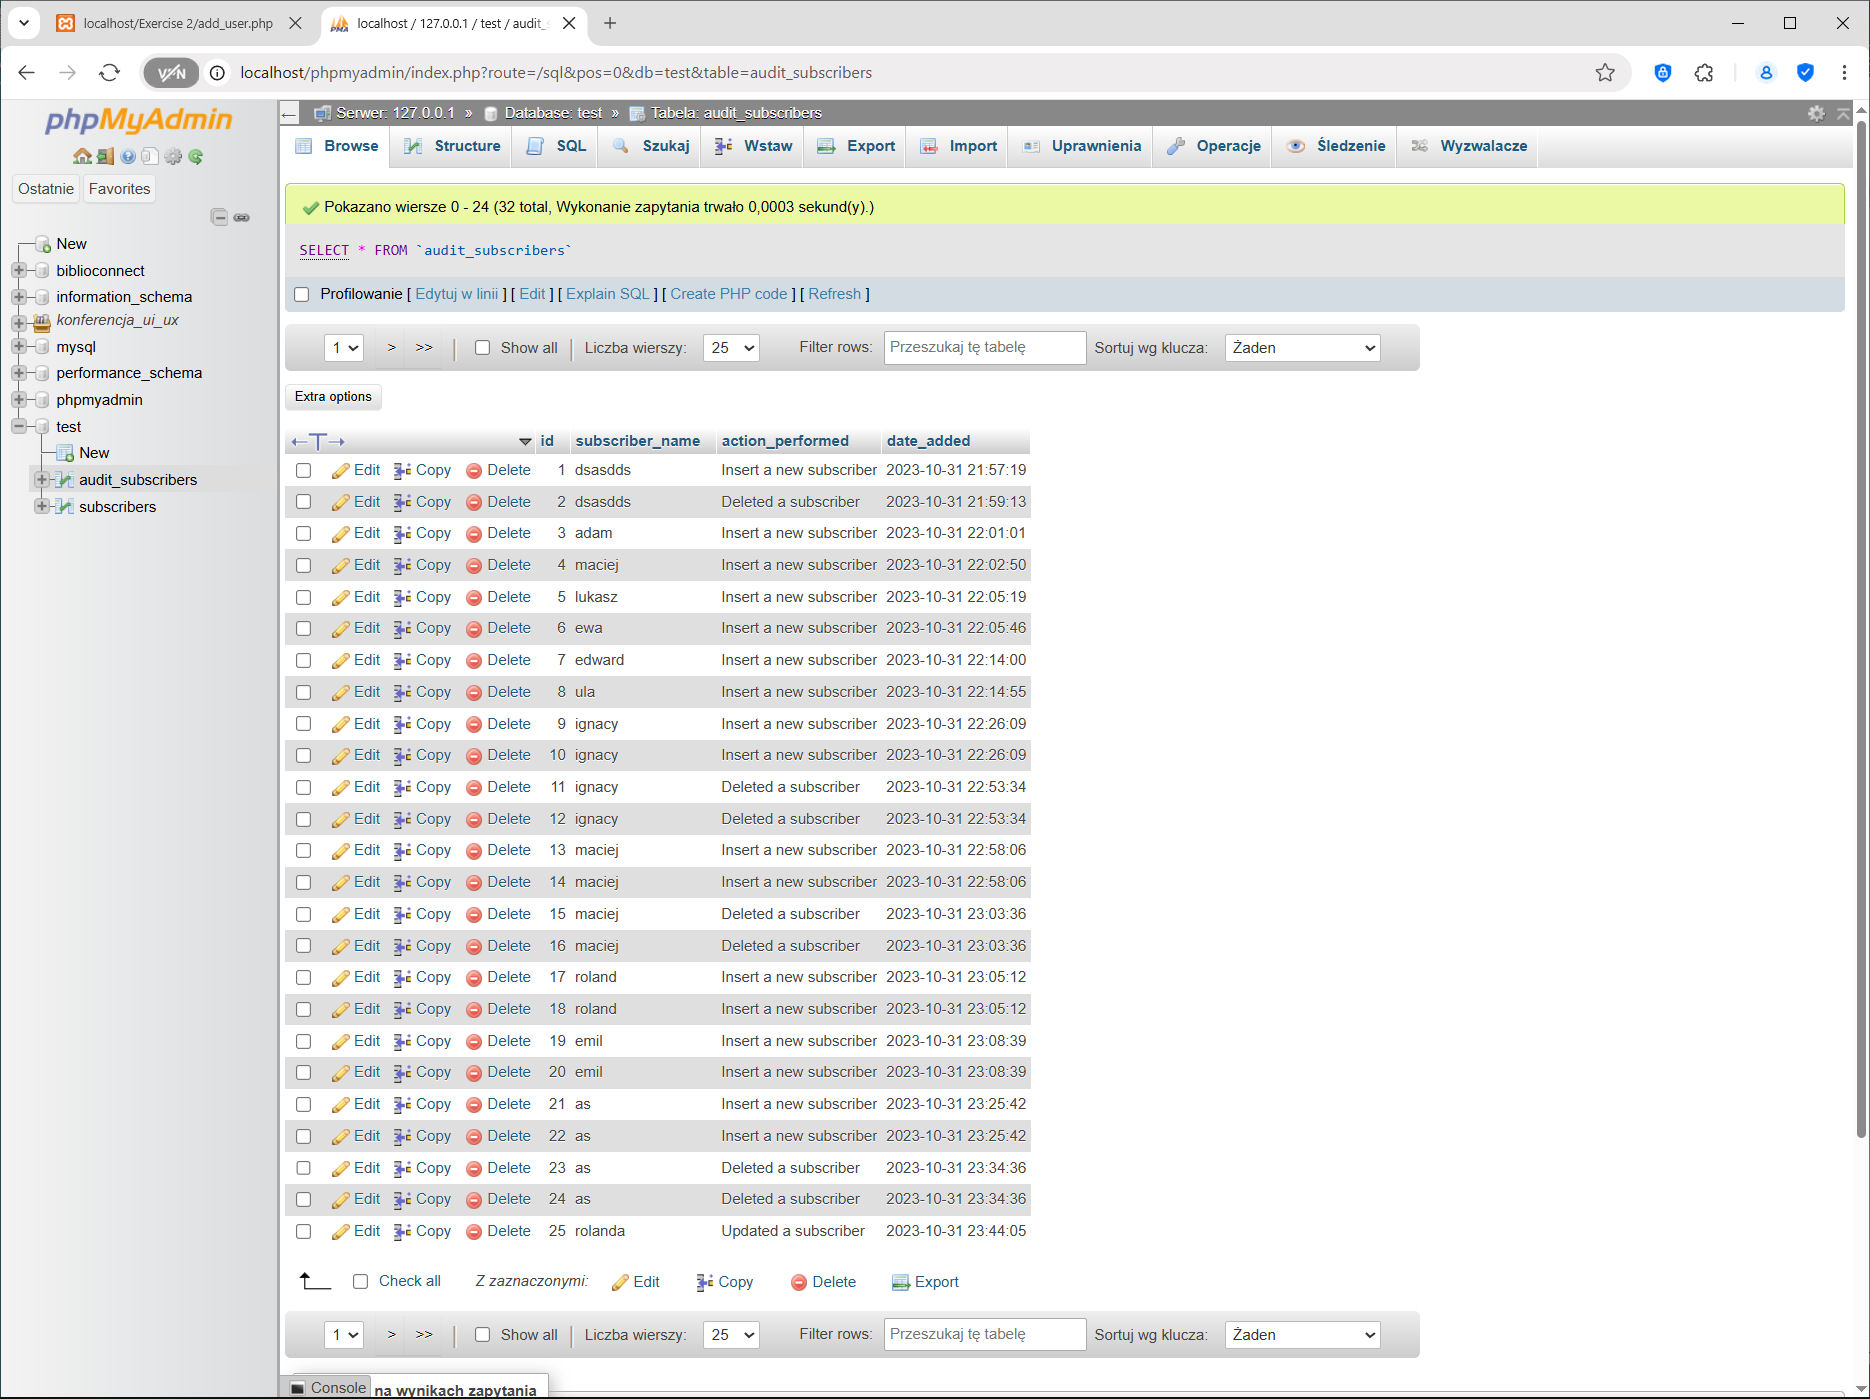 localhost/Exercise 2/add_user.php
localhost / 127.0.0.1 / test / audit_s
VPN
localhost/phpmyadmin/index.php?route=/sql&pos=0&db=test&table=audit_subscribers
phpMyAdmin
Ostatnie Favorites
New
biblioconnect
information_schema
konferencja_ui_ux
mysql
performance_schema
phpmyadmin
test
New
audit_subscribers
subscribers
Serwer: 127.0.0.1 » Database: test » Tabela: audit_subscribers
Browse Structure SQL Szukaj Wstaw Export Import Uprawnienia Operacje Śledzenie Wyzwalacze
Pokazano wiersze 0 - 24 (32 total, Wykonanie zapytania trwało 0,0003 sekund(y).)
SELECT * FROM `audit_subscribers`
Profilowanie [ Edytuj w linii ] [ Edit ] [ Explain SQL ] [ Create PHP code ] [ Refresh ]
1 > >> Show all Liczba wierszy: 25 Filter rows: Przeszukaj tę tabelę Sortuj wg klucza: Żaden
Extra options
id subscriber_name action_performed date_added
Edit Copy Delete 1 dsasdds Insert a new subscriber 2023-10-31 21:57:19
Edit Copy Delete 2 dsasdds Deleted a subscriber 2023-10-31 21:59:13
Edit Copy Delete 3 adam Insert a new subscriber 2023-10-31 22:01:01
Edit Copy Delete 4 maciej Insert a new subscriber 2023-10-31 22:02:50
Edit Copy Delete 5 lukasz Insert a new subscriber 2023-10-31 22:05:19
Edit Copy Delete 6 ewa Insert a new subscriber 2023-10-31 22:05:46
Edit Copy Delete 7 edward Insert a new subscriber 2023-10-31 22:14:00
Edit Copy Delete 8 ula Insert a new subscriber 2023-10-31 22:14:55
Edit Copy Delete 9 ignacy Insert a new subscriber 2023-10-31 22:26:09
Edit Copy Delete 10 ignacy Insert a new subscriber 2023-10-31 22:26:09
Edit Copy Delete 11 ignacy Deleted a subscriber 2023-10-31 22:53:34
Edit Copy Delete 12 ignacy Deleted a subscriber 2023-10-31 22:53:34
Edit Copy Delete 13 maciej Insert a new subscriber 2023-10-31 22:58:06
Edit Copy Delete 14 maciej Insert a new subscriber 2023-10-31 22:58:06
Edit Copy Delete 15 maciej Deleted a subscriber 2023-10-31 23:03:36
Edit Copy Delete 16 maciej Deleted a subscriber 2023-10-31 23:03:36
Edit Copy Delete 17 roland Insert a new subscriber 2023-10-31 23:05:12
Edit Copy Delete 18 roland Insert a new subscriber 2023-10-31 23:05:12
Edit Copy Delete 19 emil Insert a new subscriber 2023-10-31 23:08:39
Edit Copy Delete 20 emil Insert a new subscriber 2023-10-31 23:08:39
Edit Copy Delete 21 as Insert a new subscriber 2023-10-31 23:25:42
Edit Copy Delete 22 as Insert a new subscriber 2023-10-31 23:25:42
Edit Copy Delete 23 as Deleted a subscriber 2023-10-31 23:34:36
Edit Copy Delete 24 as Deleted a subscriber 2023-10-31 23:34:36
Edit Copy Delete 25 rolanda Updated a subscriber 2023-10-31 23:44:05
Check all Z zaznaczonymi: Edit Copy Delete Export
1 > >> Show all Liczba wierszy: 25 Filter rows: Przeszukaj tę tabelę Sortuj wg klucza: Żaden
Console na wynikach zapytania